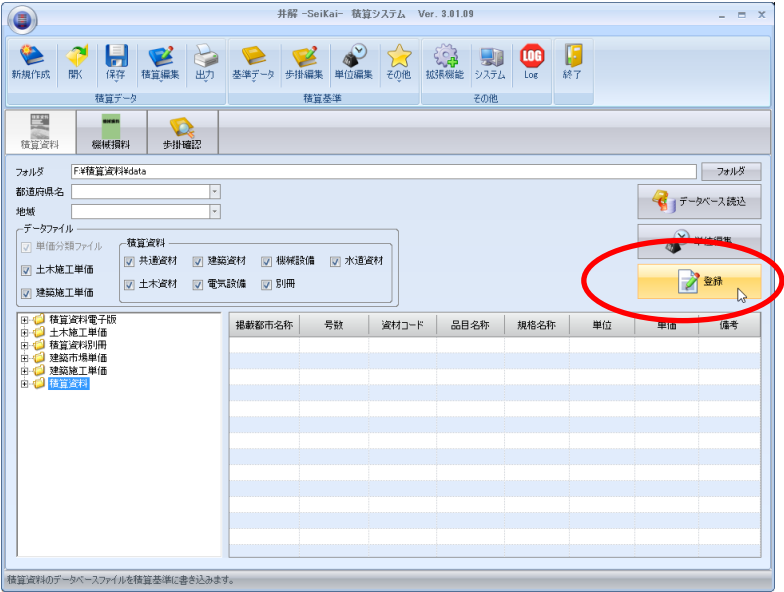 井解 -SeiKai- 積算システム Ver. 3.01.09
新規作成 開く 保存 積算編集 出力 基準データ 歩掛編集 単位編集 その他 拡張機能 システム LOG Log 終了
積算データ 積算基準 その他
積算資料 機械損料 歩掛確認
フォルダ F:¥積算資料¥data フォルダ
都道府県名
地域
データベース読込
単位編集
登録
データファイル
単価分類ファイル
土木施工単価
建築施工単価
積算資料
共通資材 建築資材 機械設備 水道資材
土木資材 電気設備 別冊
積算資料電子版
土木施工単価
積算資料別冊
建築市場単価
建築施工単価
積算資料
掲載都市名称 号数 資材コード 品目名称 規格名称 単位 単価 備考
積算資料のデータベースファイルを積算基準に書き込みます。